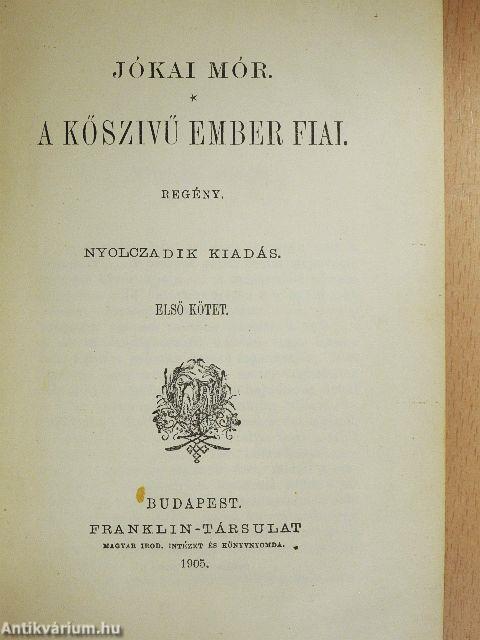 JÓKAI MÓR.
*
A KŐSZIVŰ EMBER FIAI.
REGÉNY.
NYOLCZADIK KIADÁS.
ELSŐ KÖTET.
BUDAPEST.
FRANKLIN-TÁRSULAT
MAGYAR IROD. INTÉZET ÉS KÖNYVNYOMDA.
1905.
Antikvárium.hu